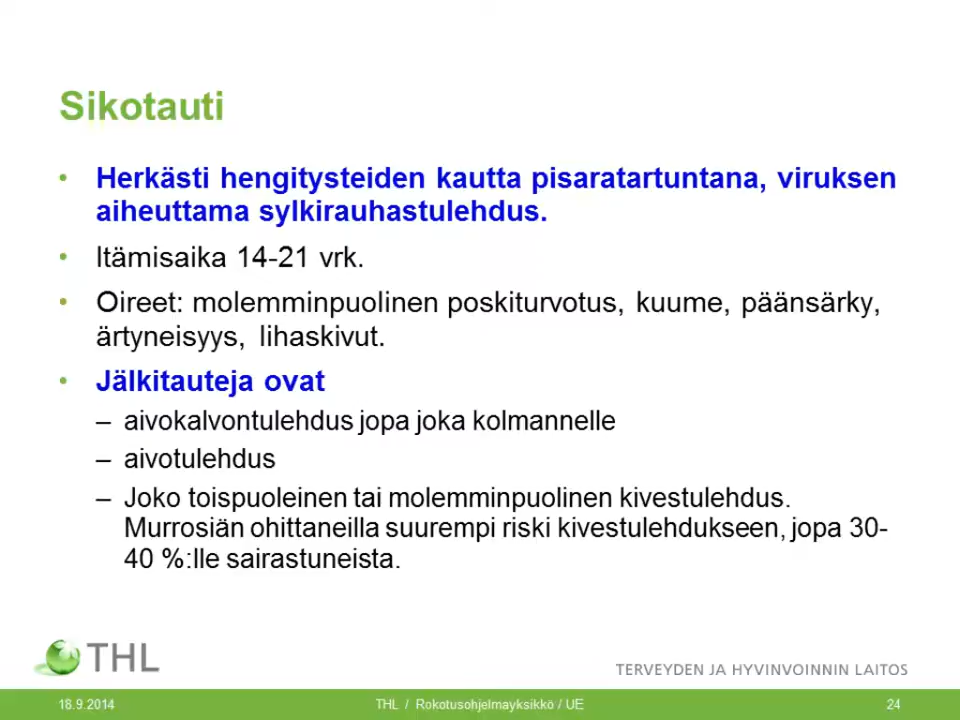 Sikotauti
• Herkästi hengitysteiden kautta pisaratartuntana, viruksen
aiheuttama sylkirauhastulehdus.
• Itämisaika 14-21 vrk.
• Oireet: molemminpuolinen poskiturvotus, kuume, päänsärky,
ärtyneisyys, lihaskivut.
• Jälkitauteja ovat
– aivokalvontulehdus jopa joka kolmannelle
– aivotulehdus
– Joko toispuoleinen tai molemminpuolinen kivestulehdus.
Murrosiän ohittaneilla suurempi riski kivestulehdukseen, jopa 30-
40 %:lle sairastuneista.
THL
TERVEYDEN JA HYVINVOINNIN LAITOS
18.9.2014 THL / Rokotusohjelmayksikkö / UE 24